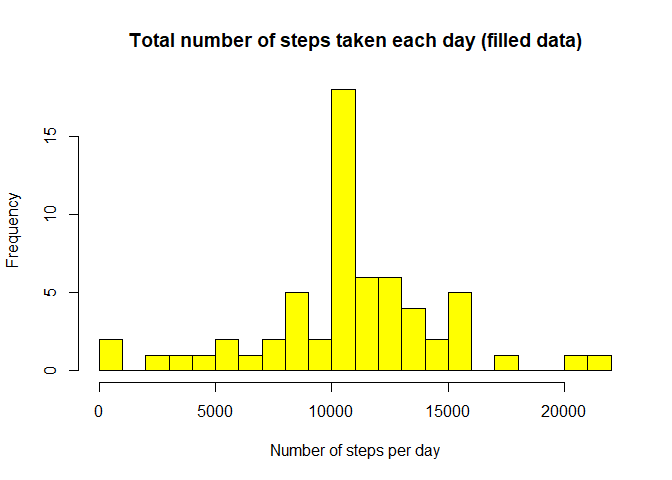 Total number of steps taken each day (filled data)
Frequency
15
10
5
0
0 5000 10000 15000 20000
Number of steps per day